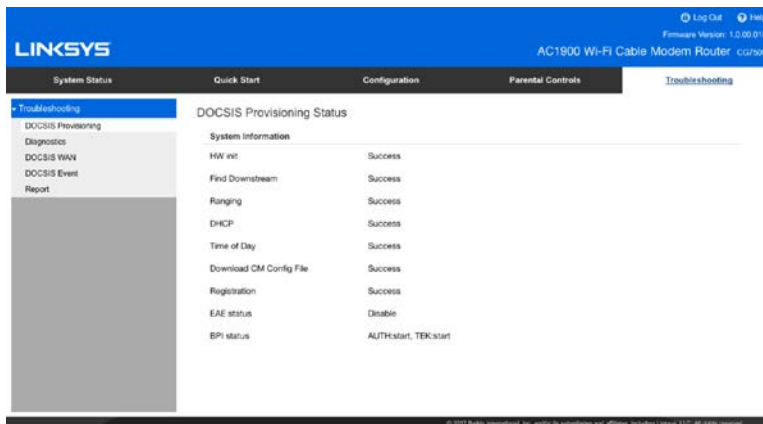 Log Out
LINKSYS
Firmware Version: 1.0.00.01
AC1900 Wi-Fi Cable Modem Router
System Status Quick Start Configuration Parental Controls Troubleshooting
Troubleshooting
DOCSIS Provisioning
Diagnostics
DOCSIS WAN
DOCSIS Event
Report
DOCSIS Provisioning Status
System Information
HW init Success
Find Downstream Success
Ranging Success
DHCP Success
Time of Day Success
Download CM Config File Success
Registration Success
EAE status Disable
BPI status AUTH:start, TEK:start